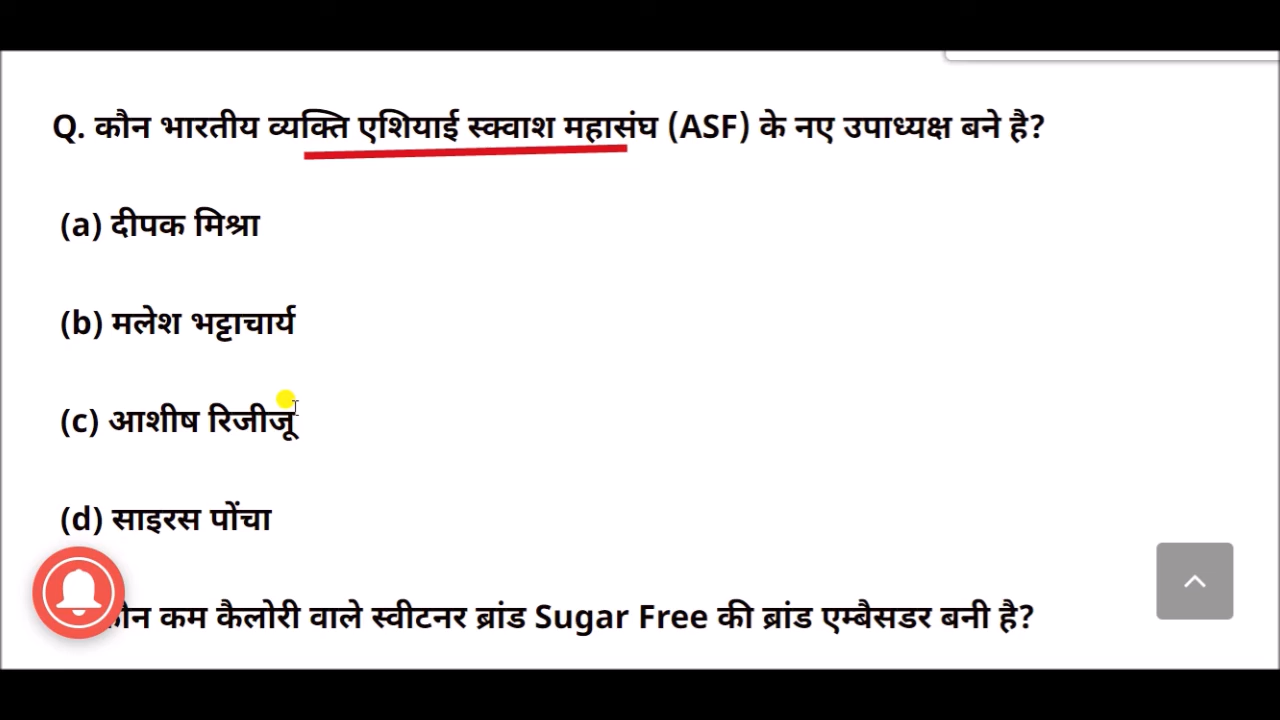 Q. कौन भारतीय व्यक्ति एशियाई स्क्वाश महासंघ (ASF) के नए उपाध्यक्ष बने है?
(a) दीपक मिश्रा
(b) मलेश भट्टाचार्य
(c) आशीष रिजीजू
(d) साइरस पोंचा
कम कैलोरी वाले स्वीटनर ब्रांड Sugar Free की ब्रांड एम्बैसडर बनी है?